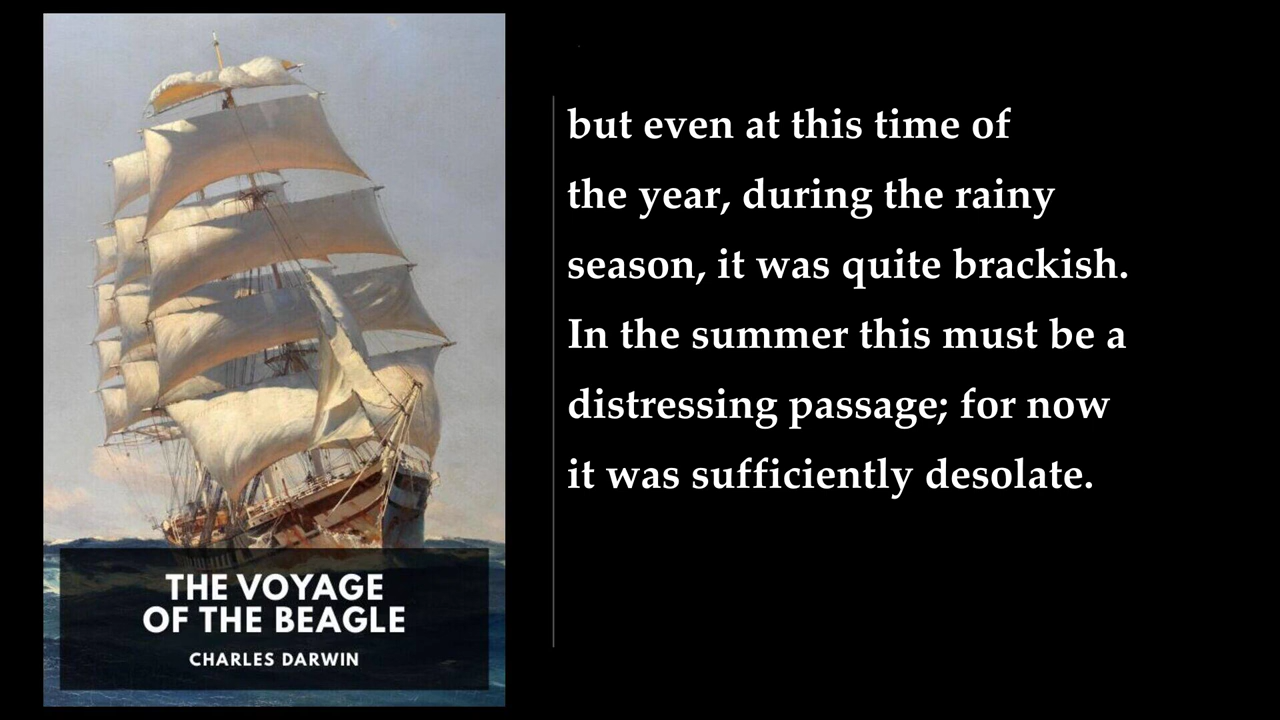 THE VOYAGE
OF THE BEAGLE
CHARLES DARWIN
but even at this time of
the year, during the rainy
season, it was quite brackish.
In the summer this must be a
distressing passage; for now
it was sufficiently desolate.